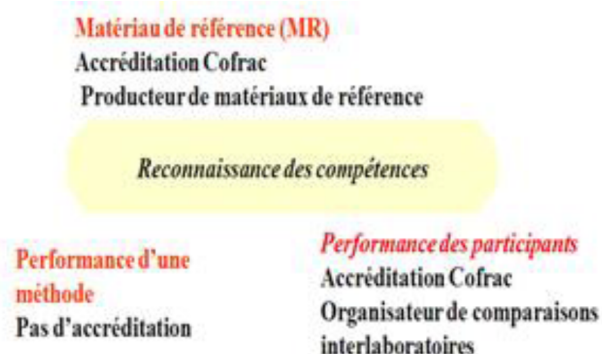 Matériau de référence (MR)
Accréditation Cofrac
Producteur de matériaux de référence
Reconnaissance des compétences
Performance d'une
méthode
Pas d'accréditation
Performance des participants
Accréditation Cofrac
Organisateur de comparaisons
interlaboratoires